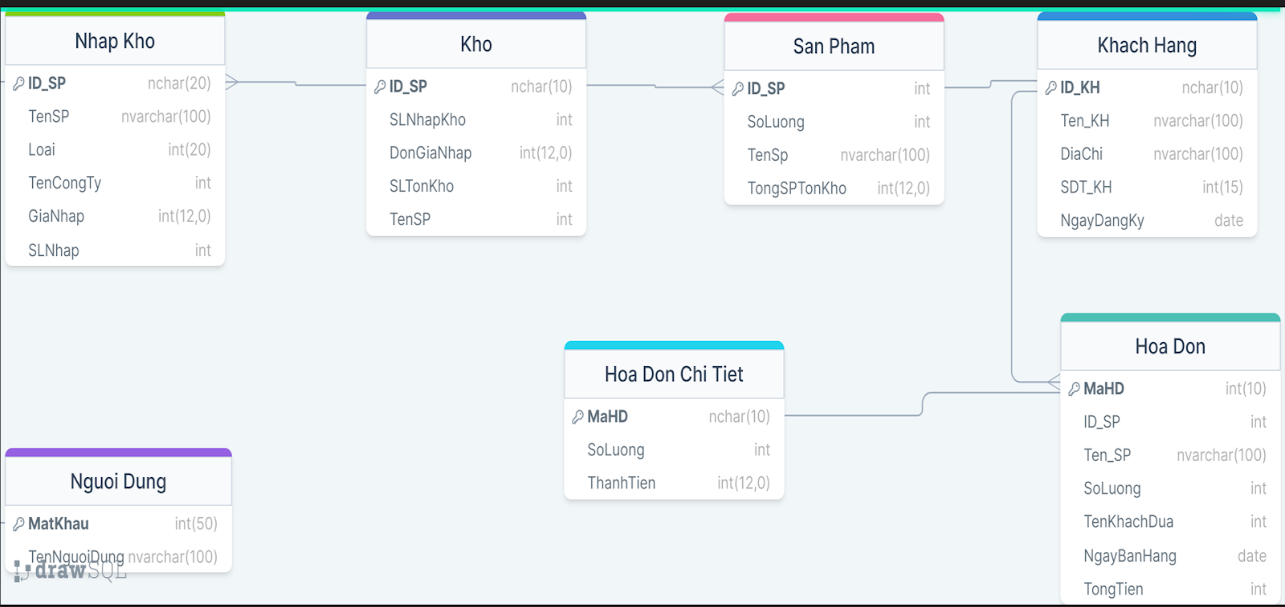 Nhap Kho
ID_SP nchar(20)
TenSP nvarchar(100)
Loai int(20)
TenCongTy int
GiaNhap int(12,0)
SLNhap int
Kho
ID_SP nchar(10)
SLNhapKho int
DonGiaNhap int(12,0)
SLTonKho int
TenSP int
San Pham
ID_SP int
SoLuong int
TenSp nvarchar(100)
TongSPTonKho int(12,0)
Khach Hang
ID_KH nchar(10)
Ten_KH nvarchar(100)
DiaChi nvarchar(100)
SDT_KH int(15)
NgayDangKy date
Hoa Don Chi Tiet
MaHD nchar(10)
SoLuong int
ThanhTien int(12,0)
Hoa Don
MaHD int(10)
ID_SP int
Ten_SP nvarchar(100)
SoLuong int
TenKhachDua int
NgayBanHang date
TongTien int
Nguoi Dung
MatKhau int(50)
TenNguoiDung nvarchar(100)
drawSQL